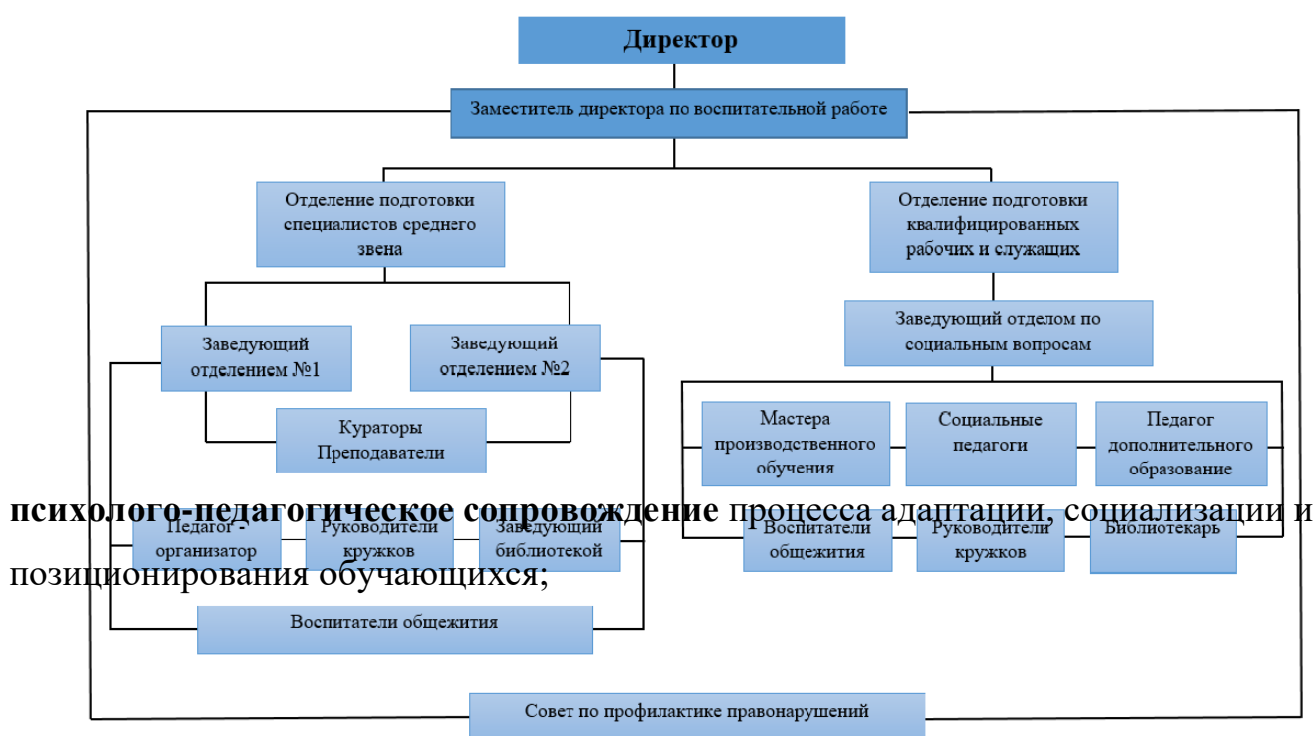 Директор
Заместитель директора по воспитательной работе
Отделение подготовки
специалистов среднего
звена
Отделение подготовки
квалифицированных
рабочих и служащих
Заведующий отделом по
социальным вопросам
Заведующий
отделением №1
Заведующий
отделением №2
Кураторы
Преподаватели
Мастера
производственного
обучения
Социальные
педагоги
Педагог
дополнительного
образование
психолого-педагогическое сопровождение процесса адаптации, социализации и
позиционирования обучающихся;
Педагог -
организатор
Руководители
кружков
Заведующий
библиотекой
Воспитатели
общежития
Руководители
кружков
Библиотекарь
Воспитатели общежития
Совет по профилактике правонарушений